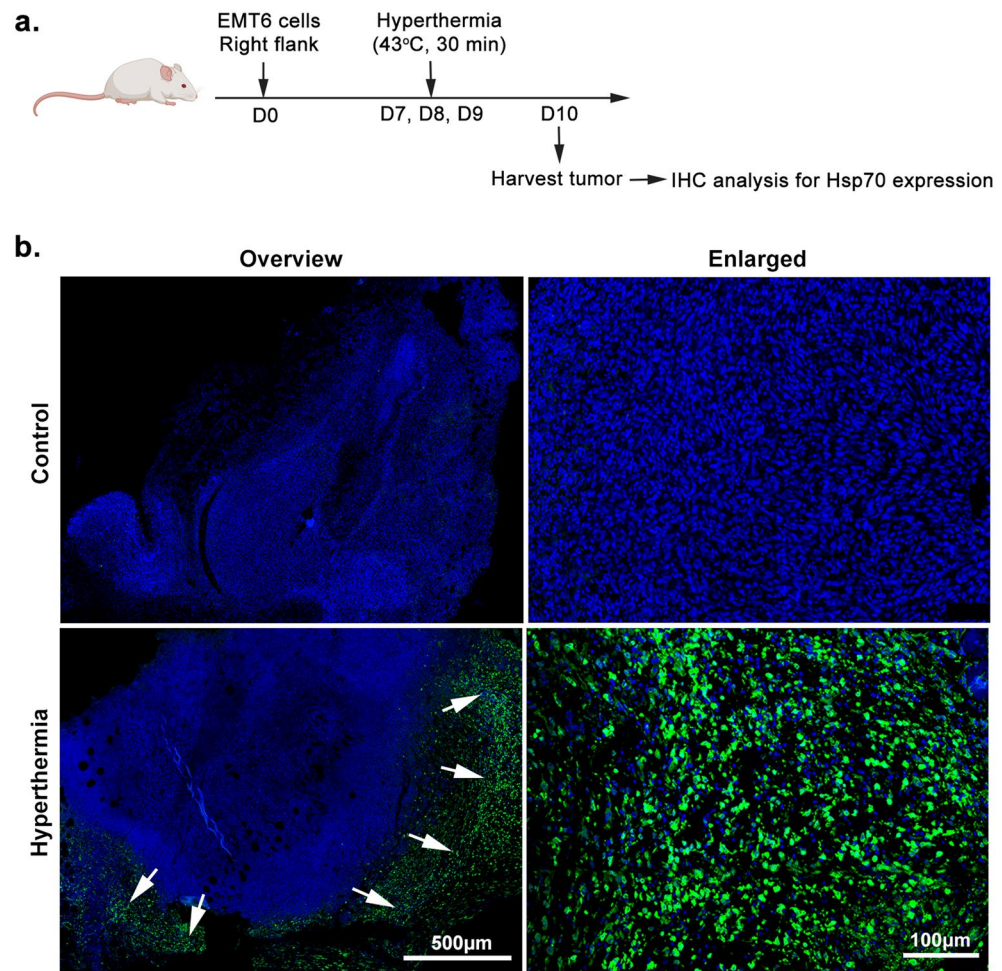 a.
EMT6 cells
Right flank
Hyperthermia
(43°C, 30 min)
D0
D7, D8, D9
D10
Harvest tumor
IHC analysis for Hsp70 expression
b.
Overview
Enlarged
Control
Hyperthermia
500µm
100µm